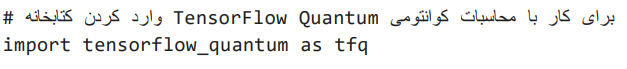 # وارد کردن کتابخانه TensorFlow Quantum برای کار با محاسبات کوانتومی
import tensorflow_quantum as tfq